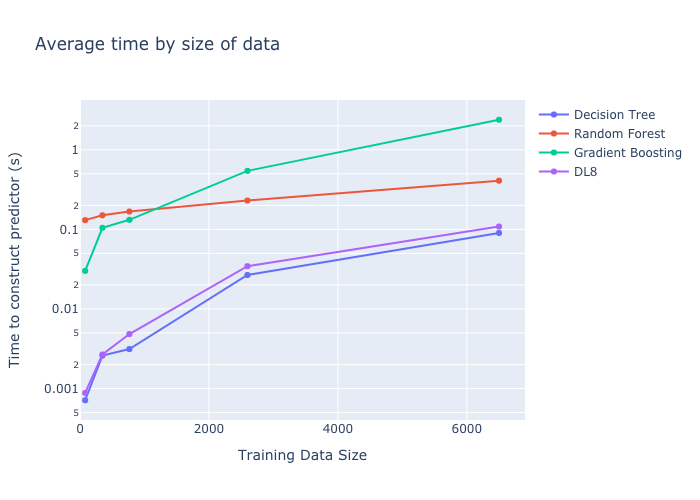 Average time by size of data
Time to construct predictor (s)
2
1
5
2
0.1
5
2
0.01
5
2
0.001
5
0 2000 4000 6000
Training Data Size
Decision Tree
Random Forest
Gradient Boosting
DL8